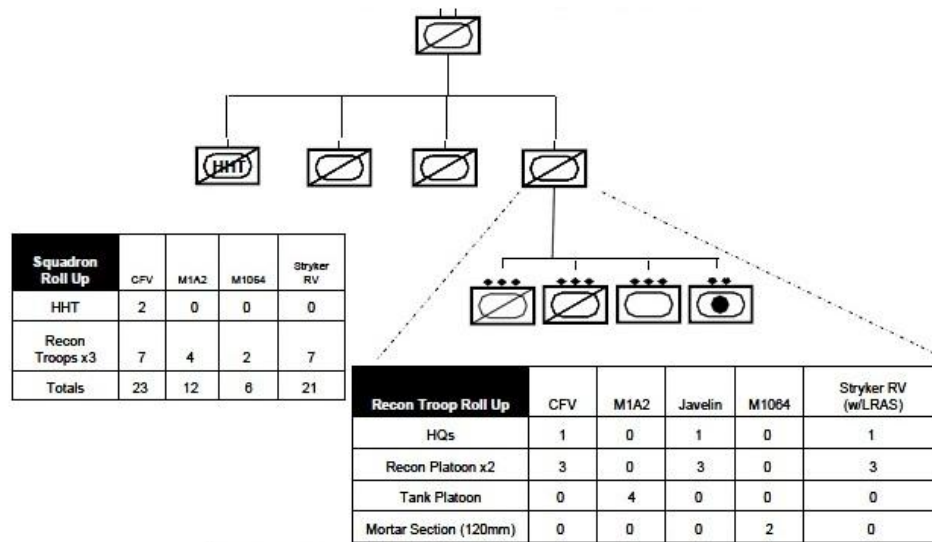 HHT
Squadron Roll Up CFV M1A2 M1064 Stryker RV
HHT 2 0 0 0
Recon Troops x3 7 4 2 7
Totals 23 12 6 21
Recon Troop Roll Up CFV M1A2 Javelin M1064 Stryker RV (w/LRAS)
HQs 1 0 1 0 1
Recon Platoon x2 3 0 3 0 3
Tank Platoon 0 4 0 0 0
Mortar Section (120mm) 0 0 0 2 0